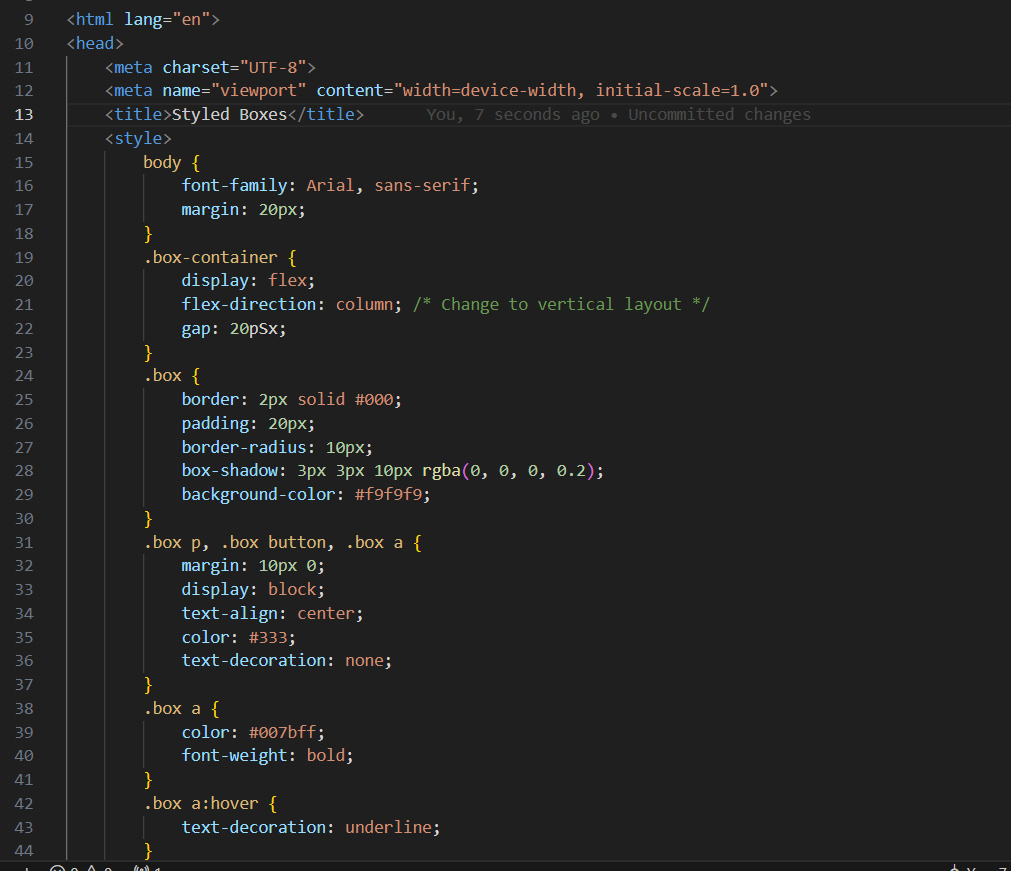 9 <html lang="en">
10 <head>
11 <meta charset="UTF-8">
12 <meta name="viewport" content="width=device-width, initial-scale=1.0">
13 <title>Styled Boxes</title> You, 7 seconds ago • Uncommitted changes
14 <style>
15 body {
16 font-family: Arial, sans-serif;
17 margin: 20px;
18 }
19 .box-container {
20 display: flex;
21 flex-direction: column; /* Change to vertical layout */
22 gap: 20pSx;
23 }
24 .box {
25 border: 2px solid #000;
26 padding: 20px;
27 border-radius: 10px;
28 box-shadow: 3px 3px 10px rgba(0, 0, 0, 0.2);
29 background-color: #f9f9f9;
30 }
31 .box p, .box button, .box a {
32 margin: 10px 0;
33 display: block;
34 text-align: center;
35 color: #333;
36 text-decoration: none;
37 }
38 .box a {
39 color: #007bff;
40 font-weight: bold;
41 }
42 .box a:hover {
43 text-decoration: underline;
44 }